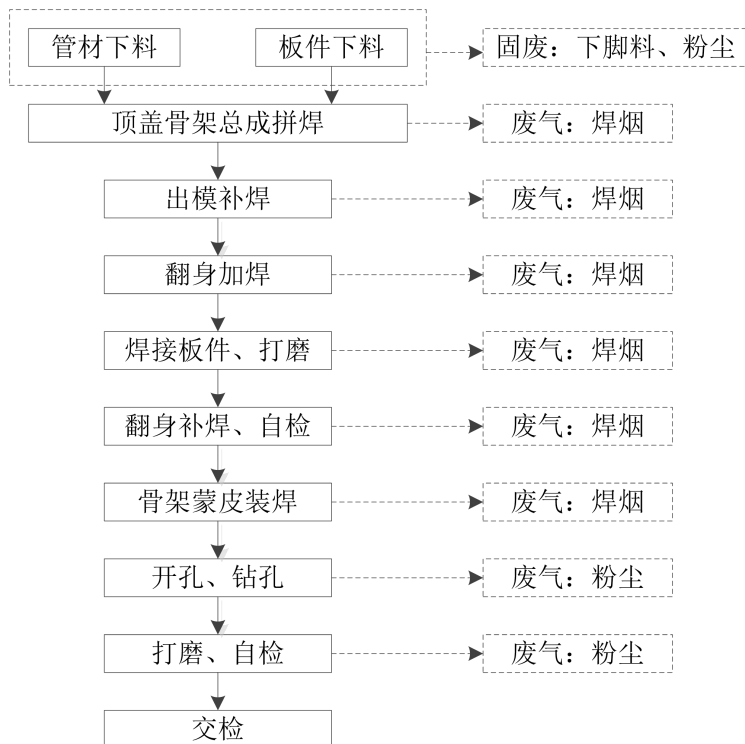 管材下料
板件下料
固废：下脚料、粉尘
顶盖骨架总成拼焊
废气：焊烟
出模补焊
废气：焊烟
翻身加焊
废气：焊烟
焊接板件、打磨
废气：焊烟
翻身补焊、自检
废气：焊烟
骨架蒙皮装焊
废气：焊烟
开孔、钻孔
废气：粉尘
打磨、自检
废气：粉尘
交检